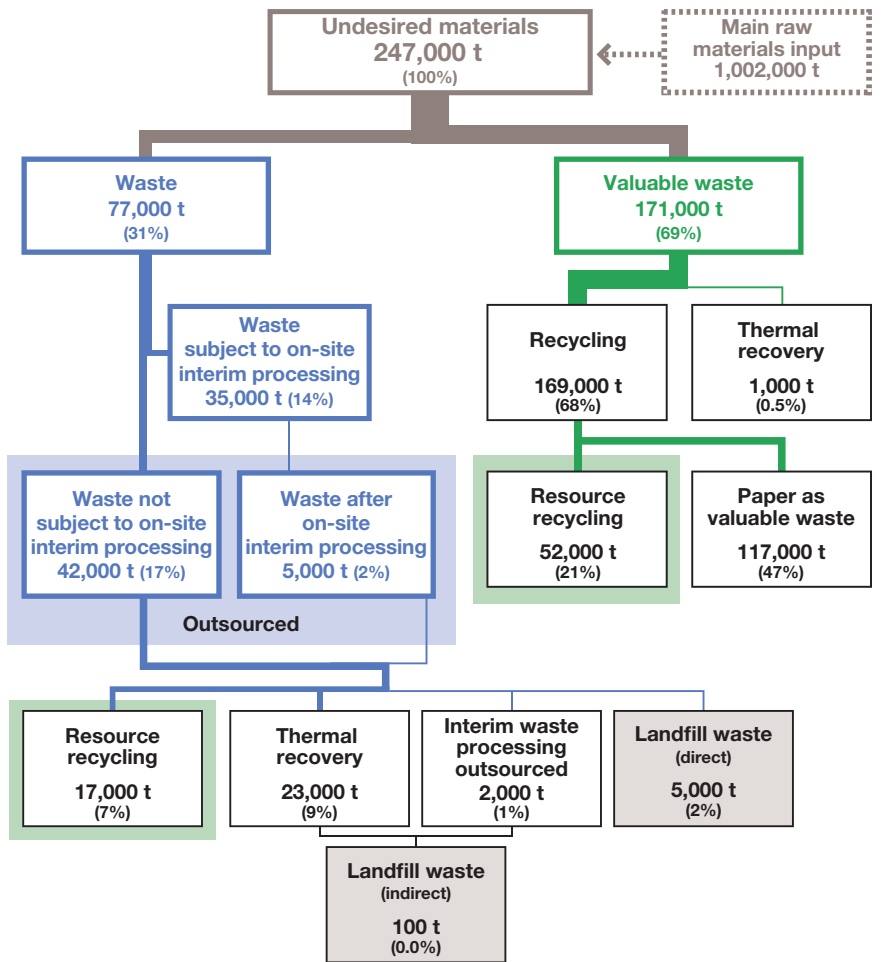 Undesired materials
247,000 t
(100%)
Main raw
materials input
1,002,000 t
Waste
77,000 t
(31%)
Valuable waste
171,000 t
(69%)
Waste
subject to on-site
interim processing
35,000 t (14%)
Recycling
169,000 t
(68%)
Thermal
recovery
1,000 t
(0.5%)
Waste not
subject to on-site
interim processing
42,000 t (17%)
Waste after
on-site
interim processing
5,000 t (2%)
Outsourced
Resource
recycling
52,000 t
(21%)
Paper as
valuable waste
117,000 t
(47%)
Resource
recycling
17,000 t
(7%)
Thermal
recovery
23,000 t
(9%)
Interim waste
processing
outsourced
2,000 t
(1%)
Landfill waste
(direct)
5,000 t
(2%)
Landfill waste
(indirect)
100 t
(0.0%)